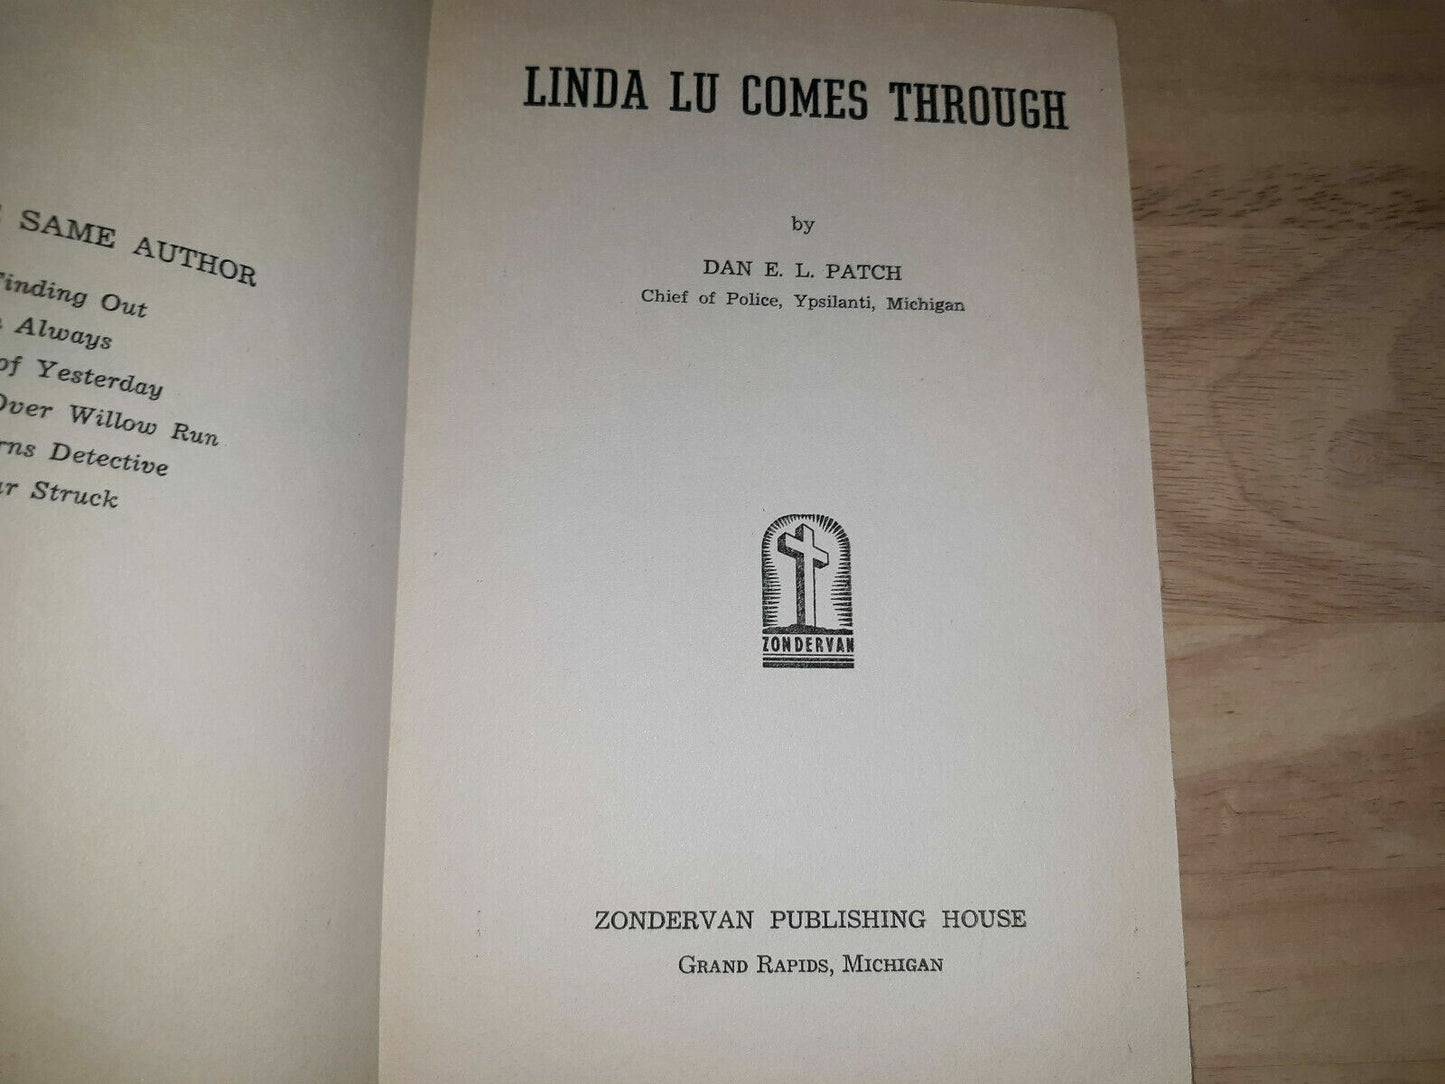 SAME AUTHOR
Finding Out
Always
of Yesterday
Over Willow Run
Detective
Struck
LINDA LU COMES THROUGH
by
DAN E. L. PATCH
Chief of Police, Ypsilanti, Michigan
ZONDERVAN
ZONDERVAN PUBLISHING HOUSE
GRAND RAPIDS, MICHIGAN